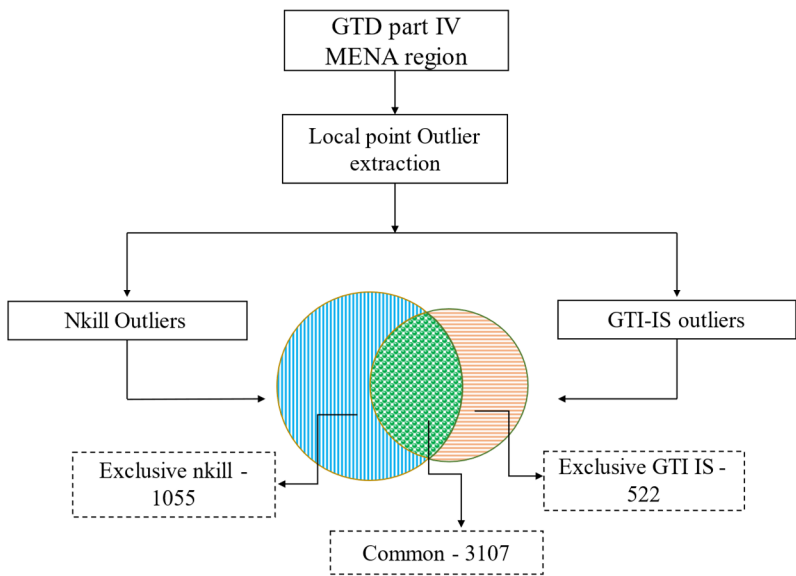 GTD part IV
MENA region
Local point Outlier
extraction
Nkill Outliers
GTI-IS outliers
Exclusive nkill -
1055
Exclusive GTI IS -
522
Common - 3107